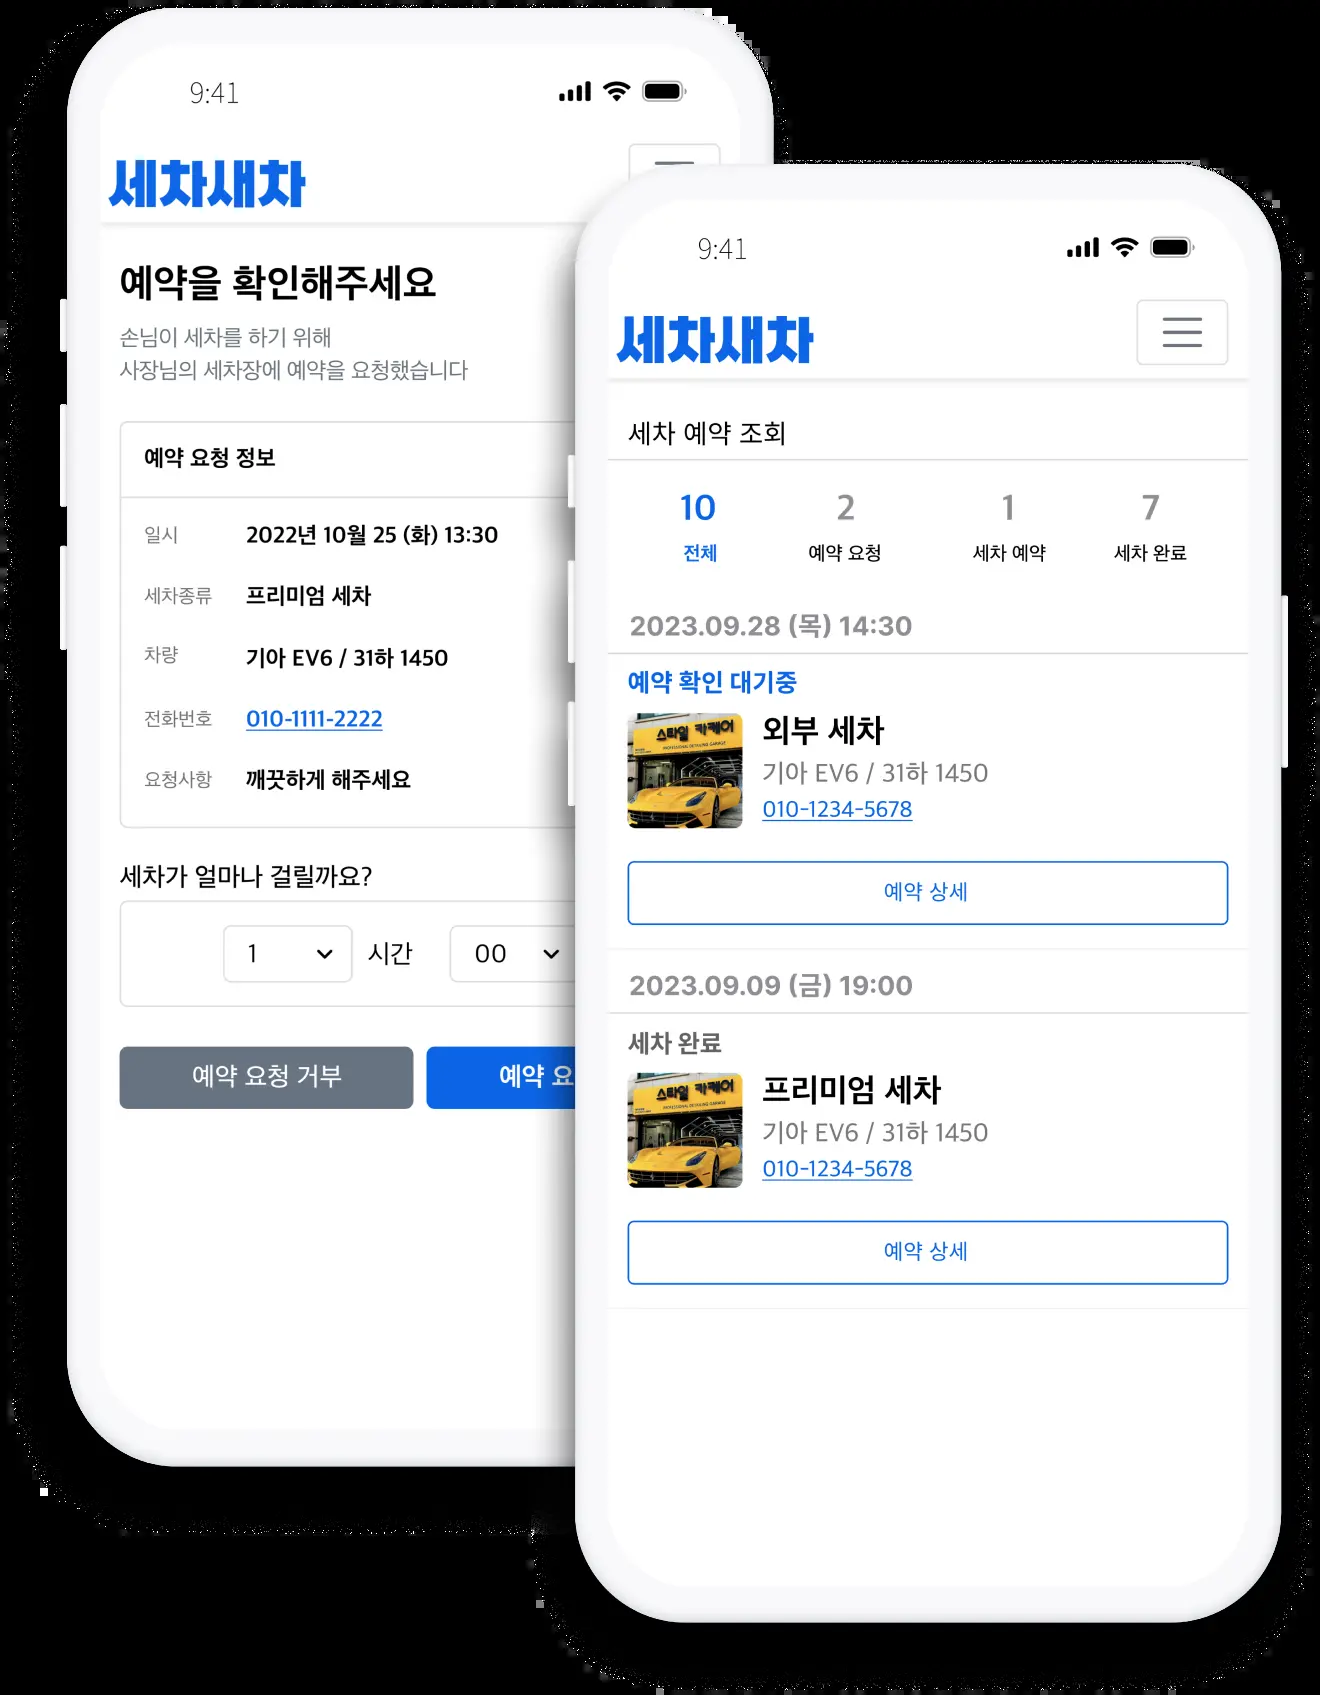 9:41
세차새차
예약을 확인해주세요
손님이 세차를 하기 위해
사장님의 세차장에 예약을 요청했습니다
예약 요청 정보
일시 2022년 10월 25 (화) 13:30
세차종류 프리미엄 세차
차량 기아 EV6 / 31하 1450
전화번호 010-1111-2222
요청사항 깨끗하게 해주세요
세차가 얼마나 걸릴까요?
1 시간 00
예약 요청 거부 예약 요
9:41
세차새차
세차 예약 조회
10 2 1 7
전체 예약 요청 세차 예약 세차 완료
2023.09.28 (목) 14:30
예약 확인 대기중
스타일 카케어
PROFESSIONAL DETAILING GARAGE
외부 세차
기아 EV6 / 31하 1450
010-1234-5678
예약 상세
2023.09.09 (금) 19:00
세차 완료
스타일 카케어
PROFESSIONAL DETAILING GARAGE
프리미엄 세차
기아 EV6 / 31하 1450
010-1234-5678
예약 상세